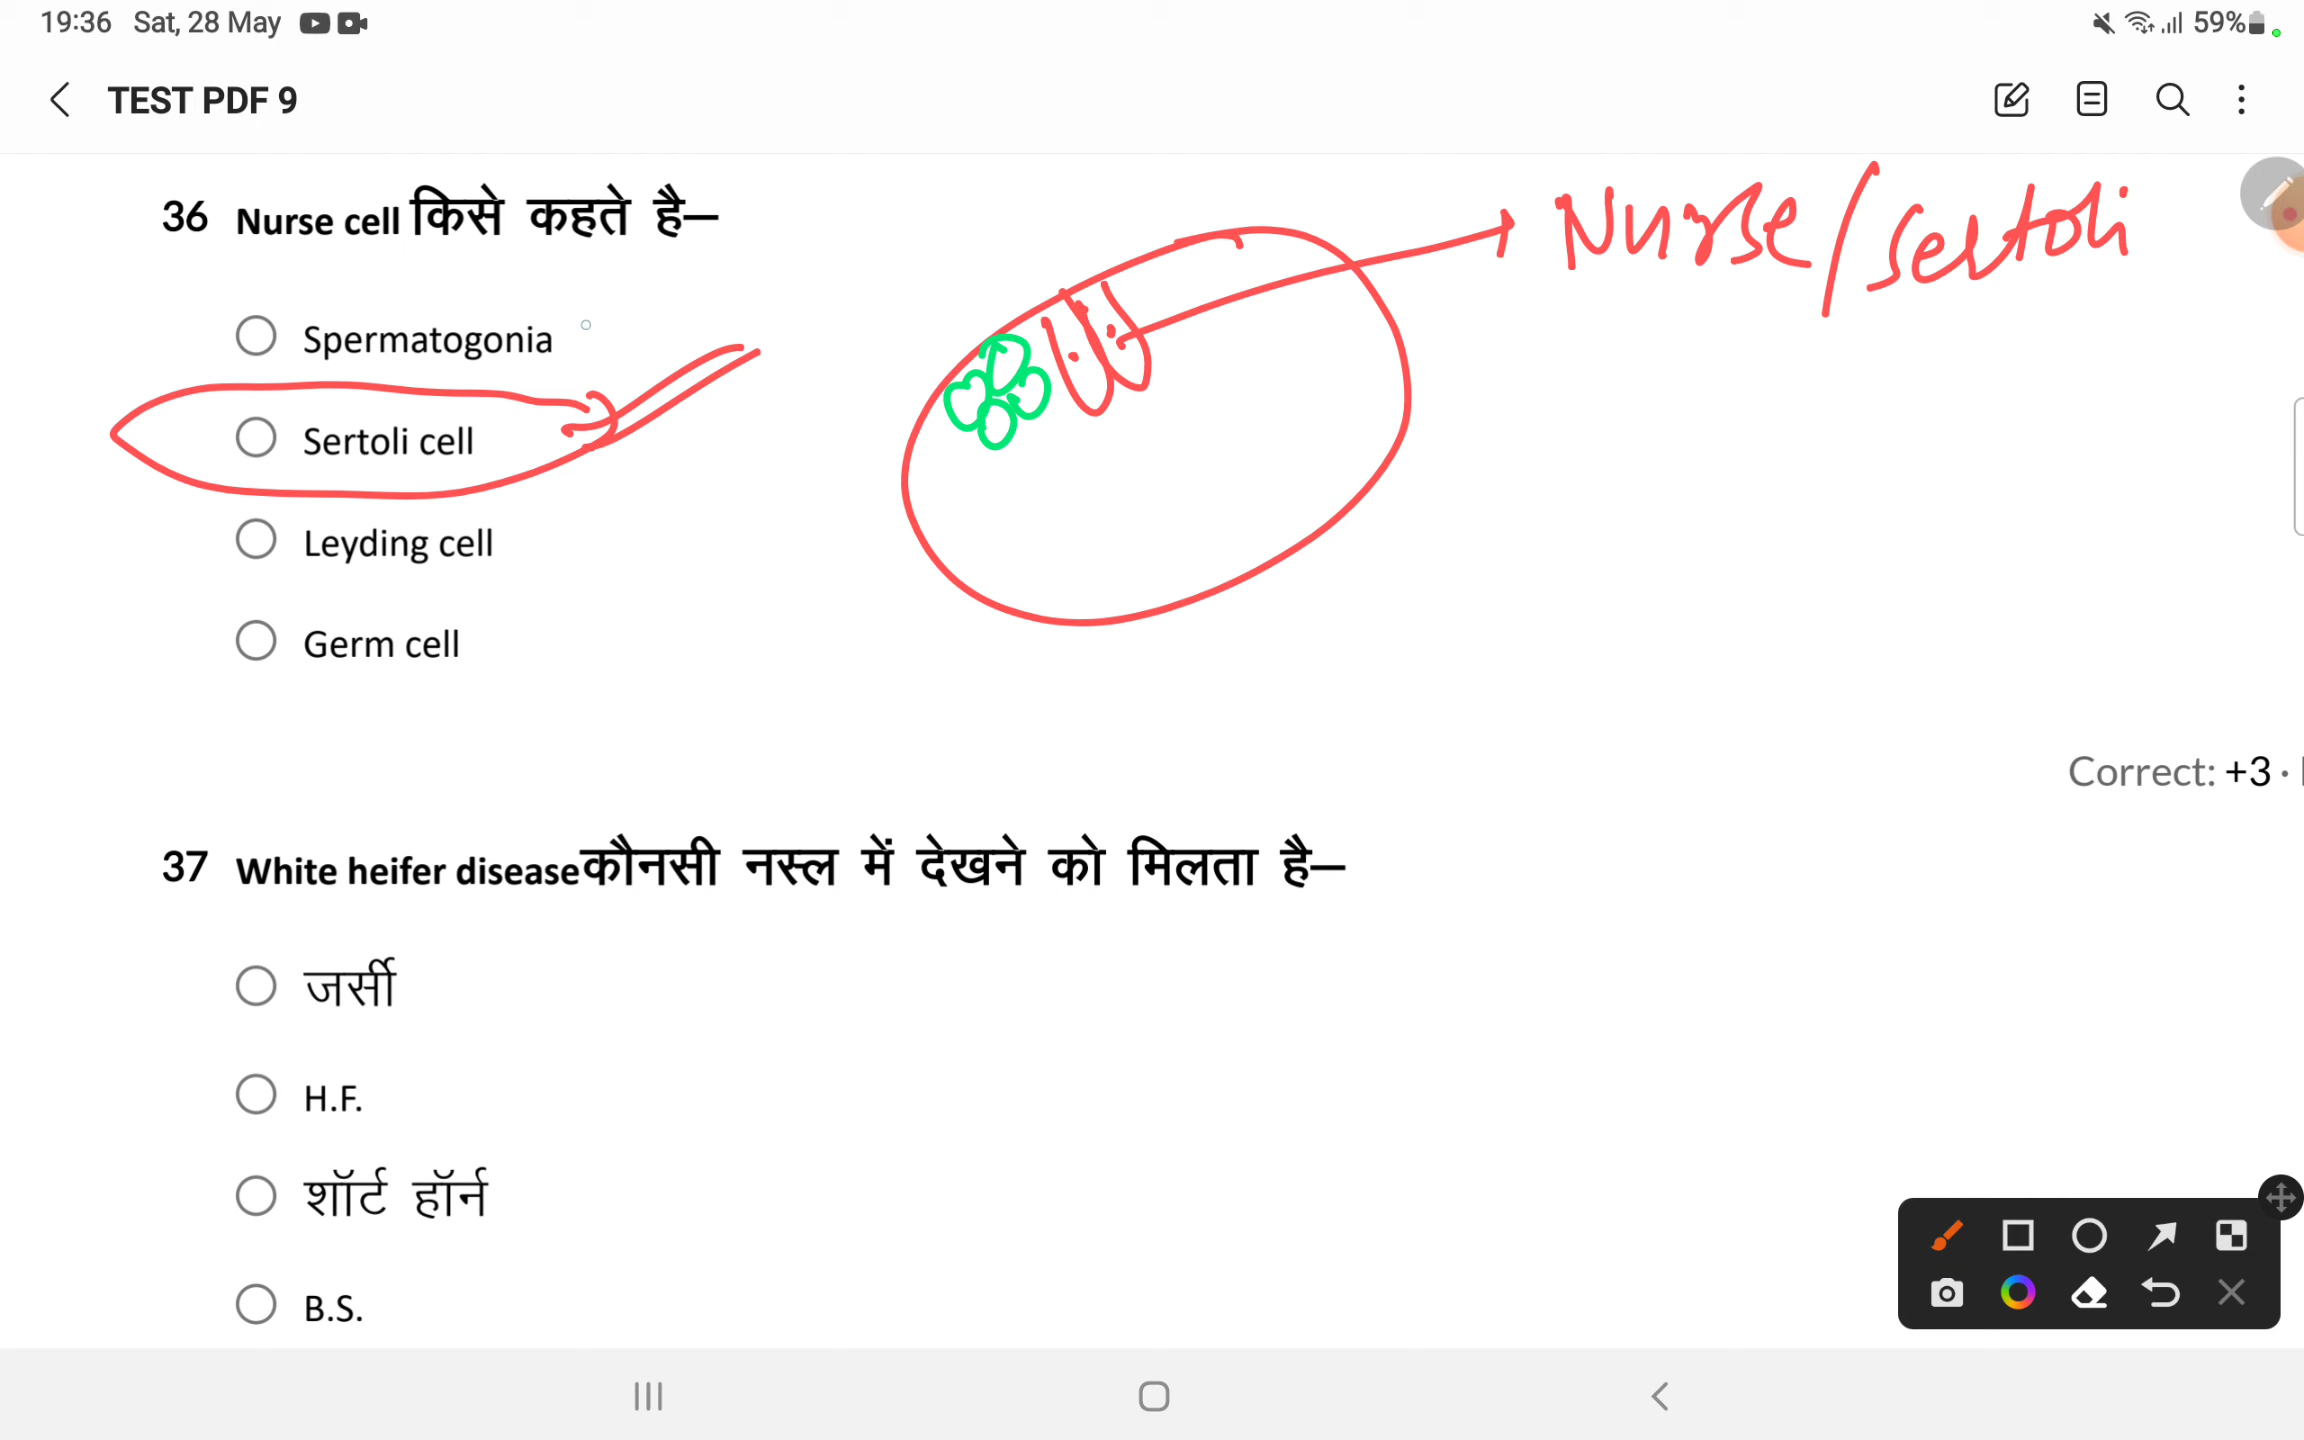 19:36 Sat, 28 May 59%
TEST PDF 9
36 Nurse cell किसे कहते है–
Nurse/Sertoli
Spermatogonia
Sertoli cell
Leyding cell
Germ cell
Correct: +3 ·
37 White heifer disease कौनसी नस्ल में देखने को मिलता है–
जर्सी
H.F.
शॉर्ट हॉर्न
B.S.